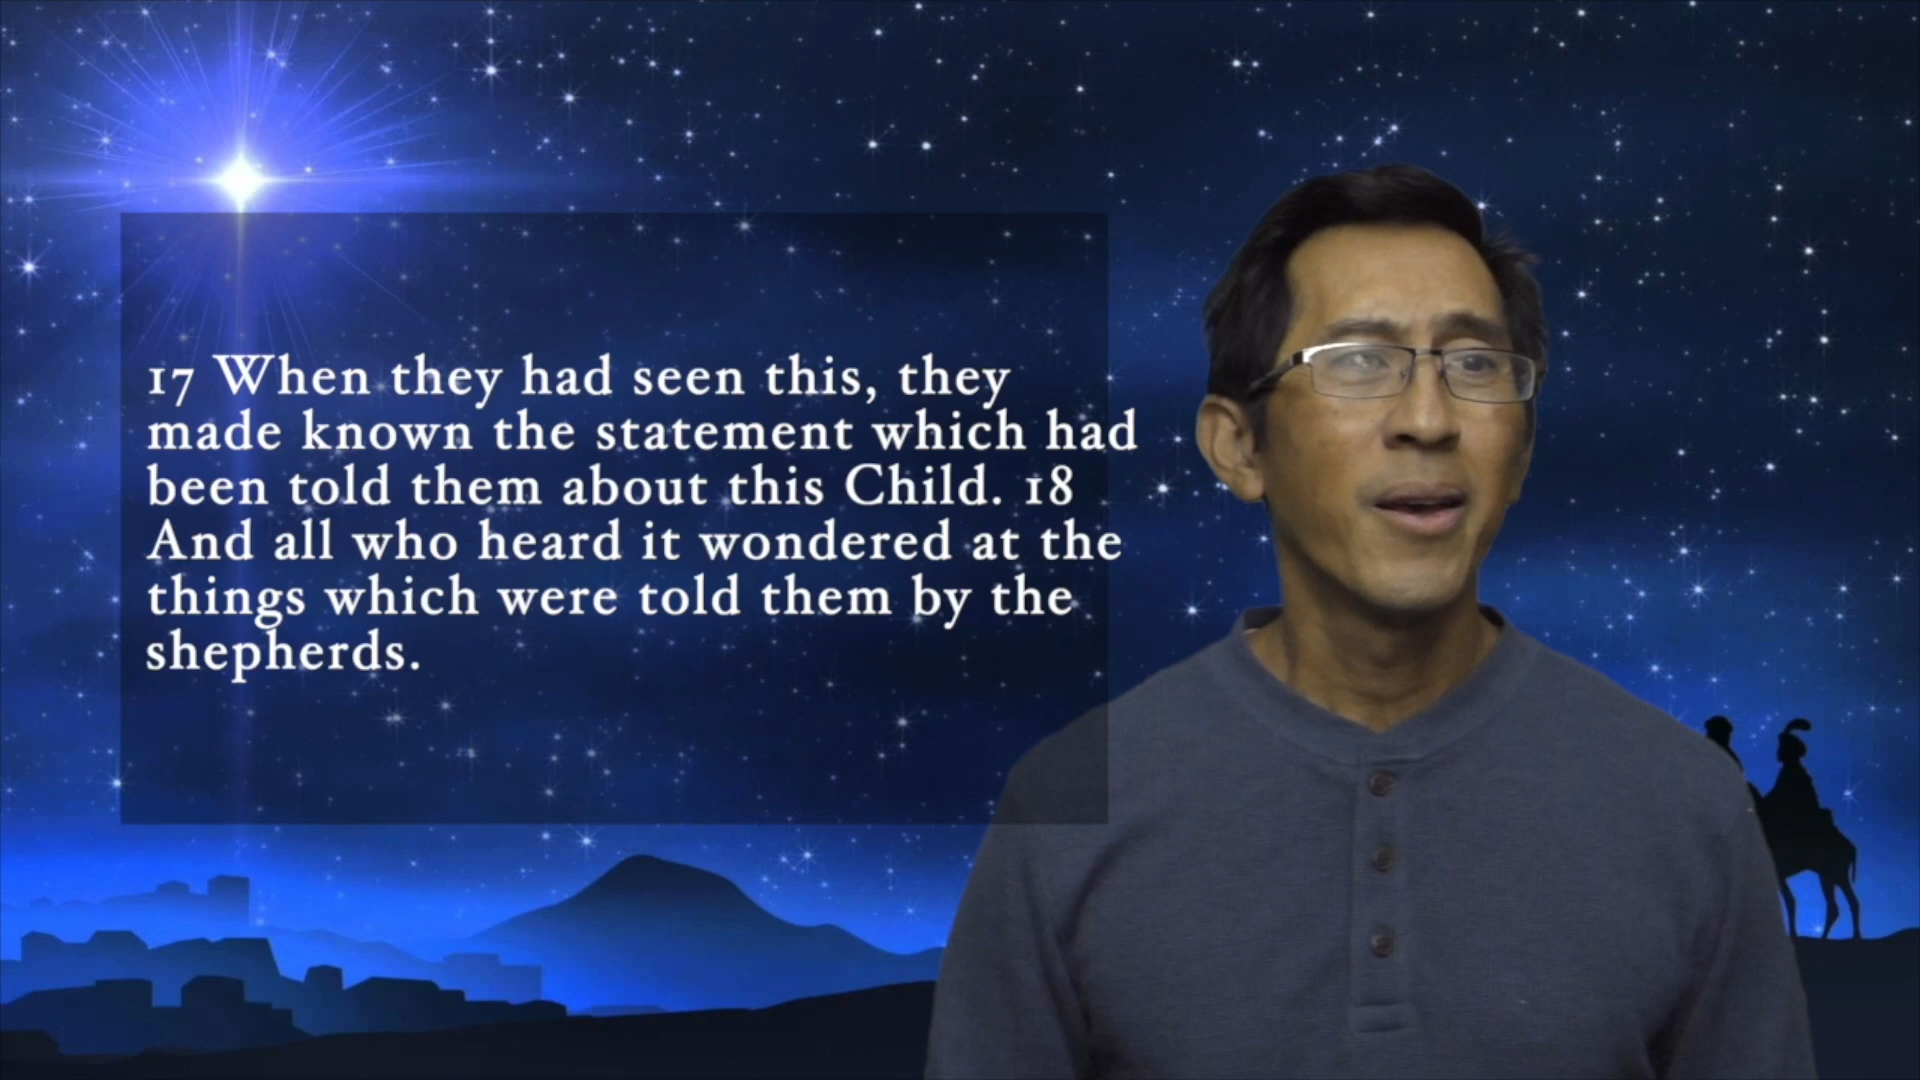 17 When they had seen this, they
made known the statement which had
been told them about this Child. 18
And all who heard it wondered at the
things which were told them by the
shepherds.